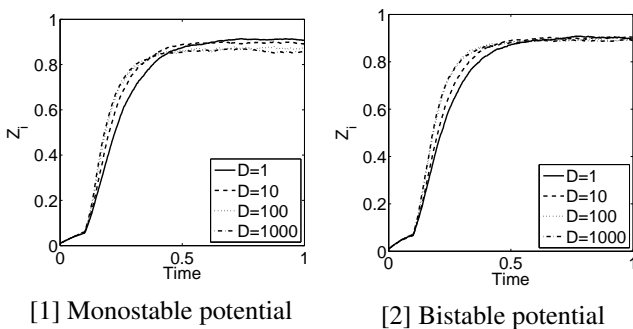 1
0.8
0.6
0.4
0.2
0
Z_i
0
0.5
1
Time
D=1
D=10
D=100
D=1000
[1] Monostable potential
1
0.8
0.6
0.4
0.2
0
Z_i
0
0.5
1
Time
D=1
D=10
D=100
D=1000
[2] Bistable potential